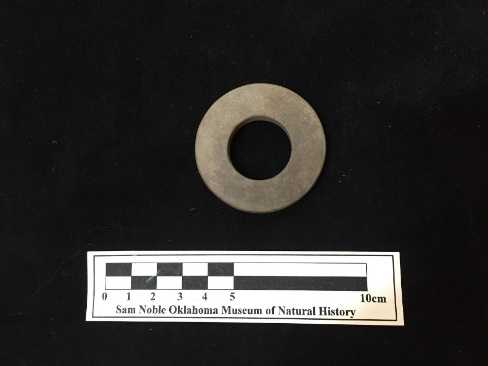 0 1 2 3 4 5 10cm
Sam Noble Oklahoma Museum of Natural History